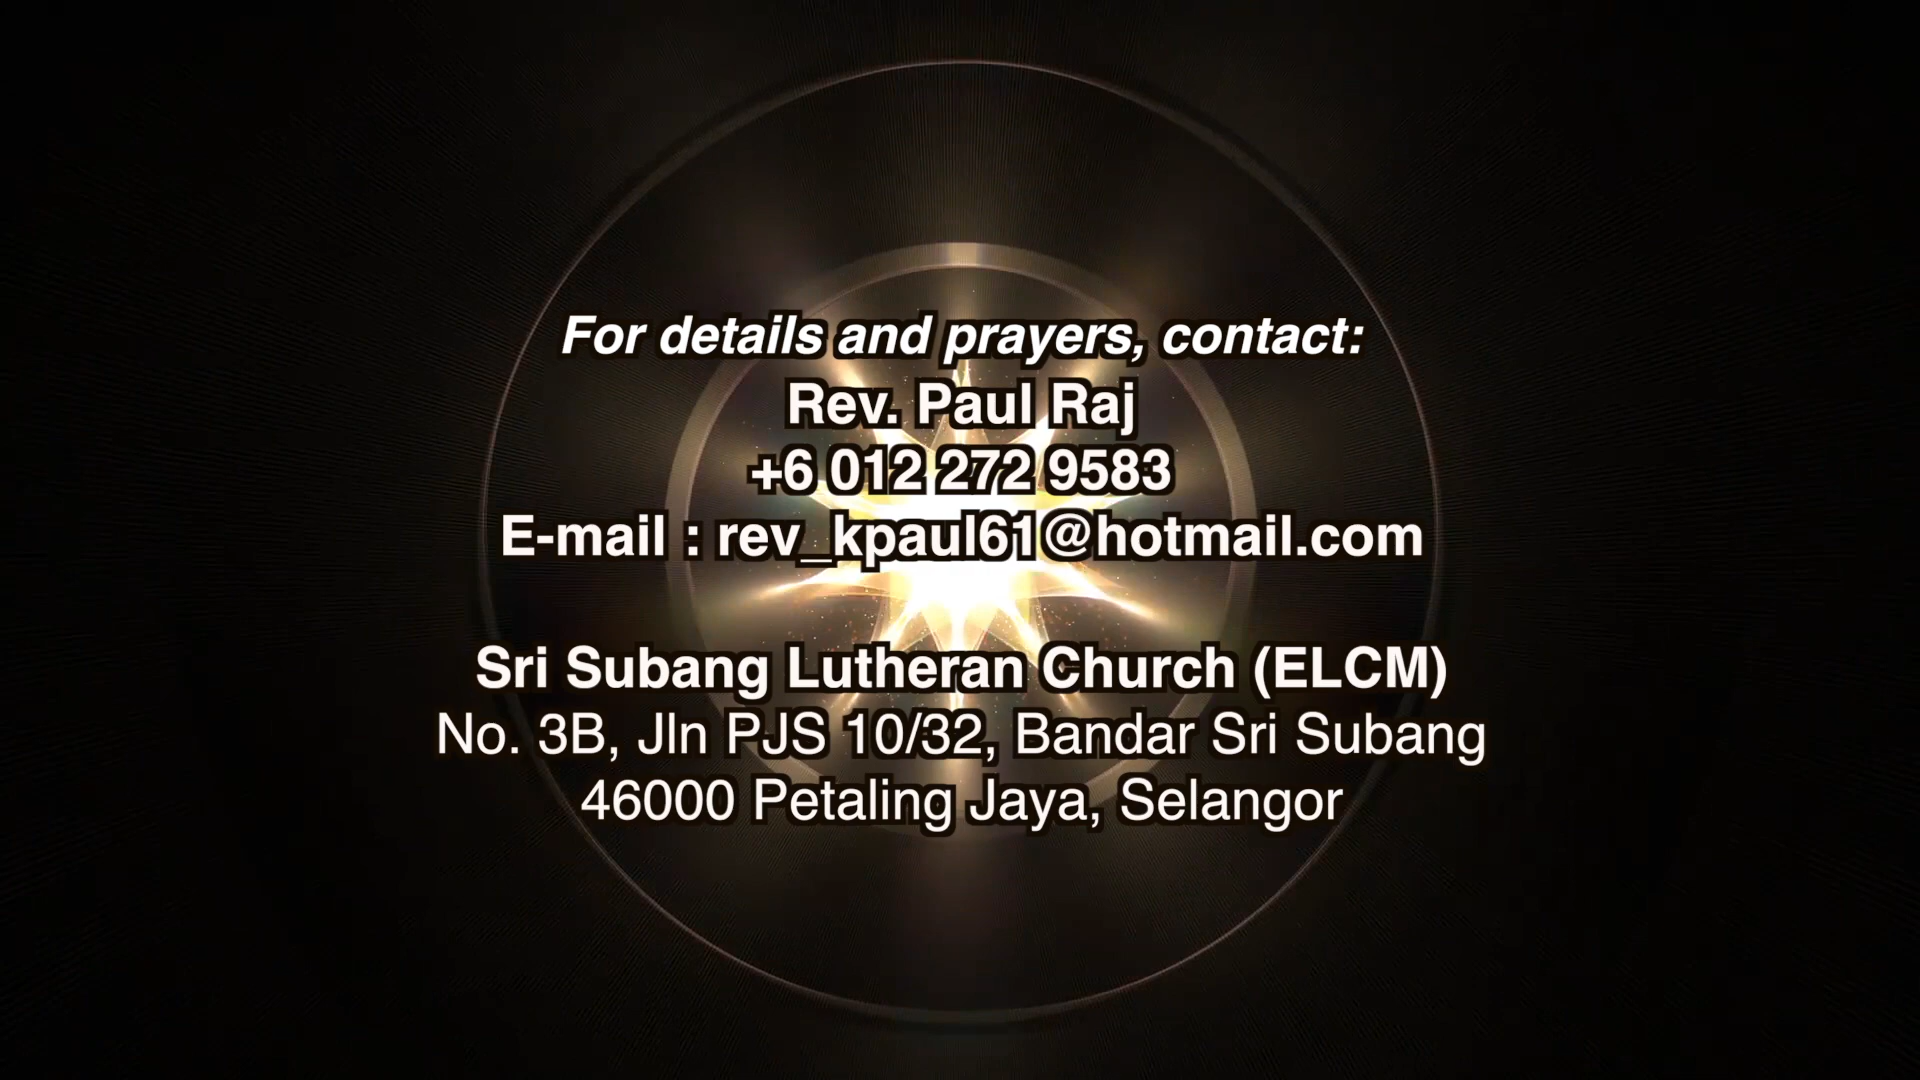 For details and prayers, contact:
Rev. Paul Raj
+6 012 272 9583
E-mail : rev_kpaul61@hotmail.com
Sri Subang Lutheran Church (ELCM)
No. 3B, Jln PJS 10/32, Bandar Sri Subang
46000 Petaling Jaya, Selangor